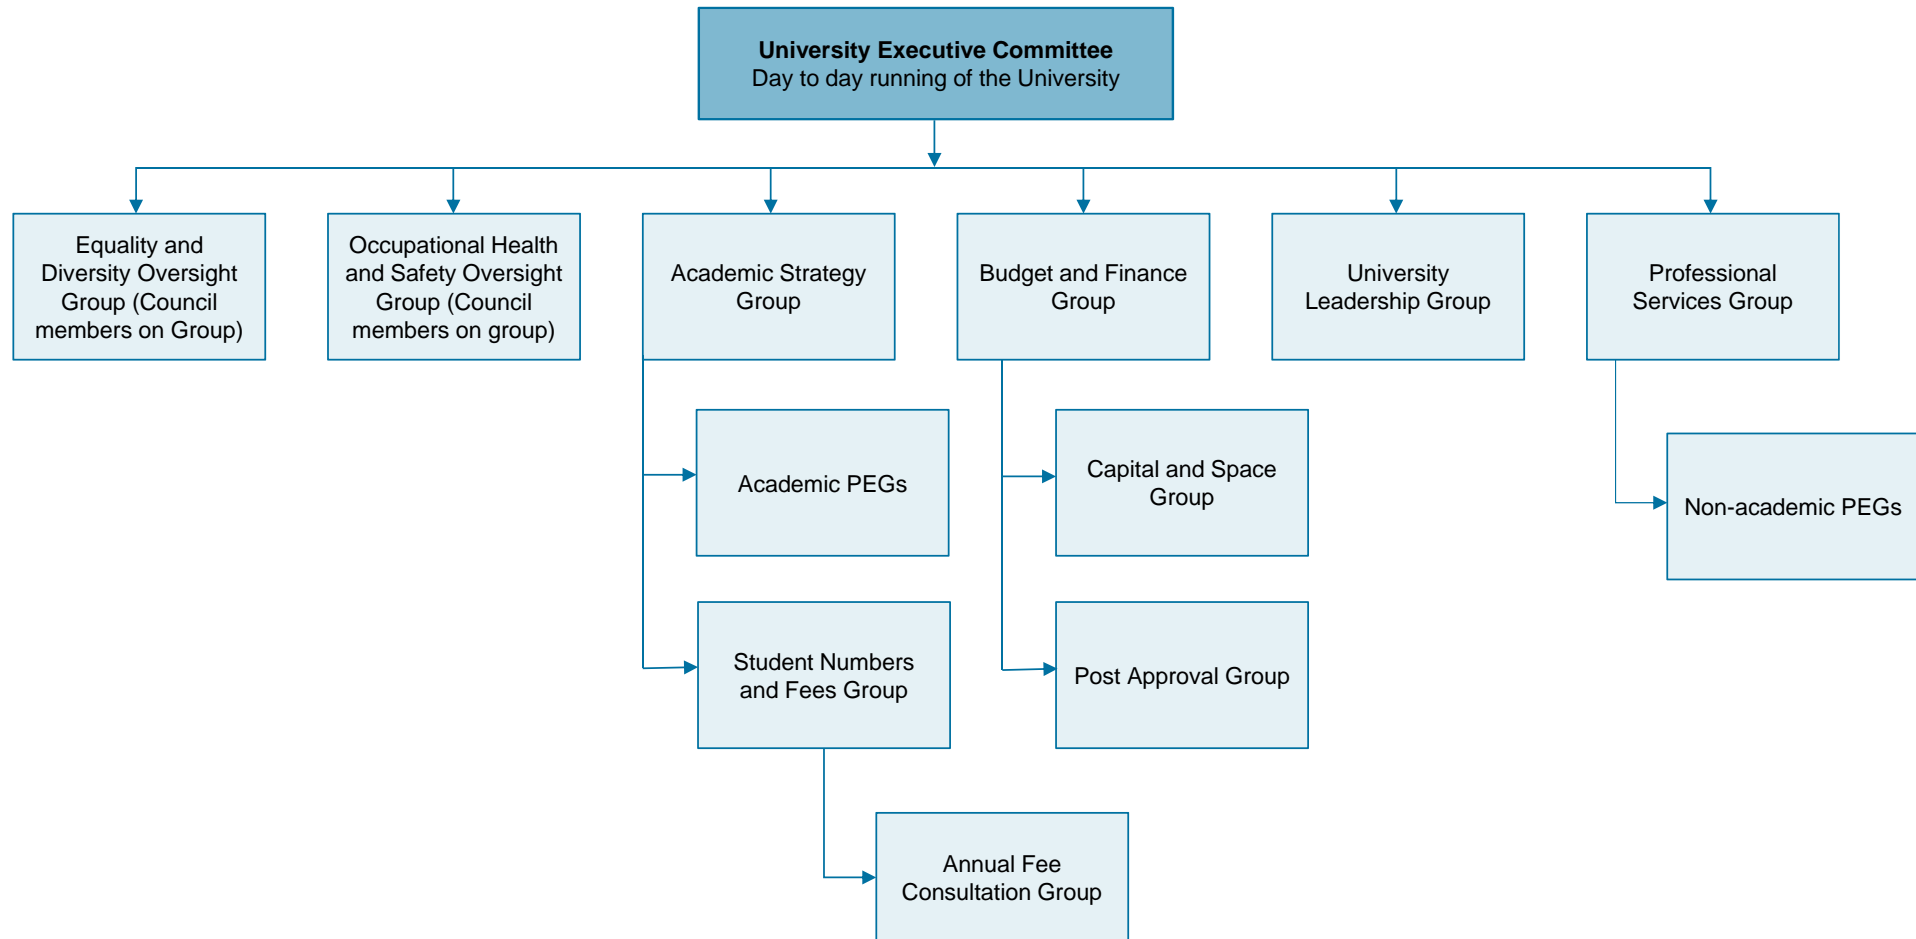 University Executive Committee
Day to day running of the University
Equality and
Diversity Oversight
Group (Council
members on Group)
Occupational Health
and Safety Oversight
Group (Council
members on group)
Academic Strategy
Group
Budget and Finance
Group
University
Leadership Group
Professional
Services Group
Academic PEGs
Capital and Space
Group
Non-academic PEGs
Student Numbers
and Fees Group
Post Approval Group
Annual Fee
Consultation Group